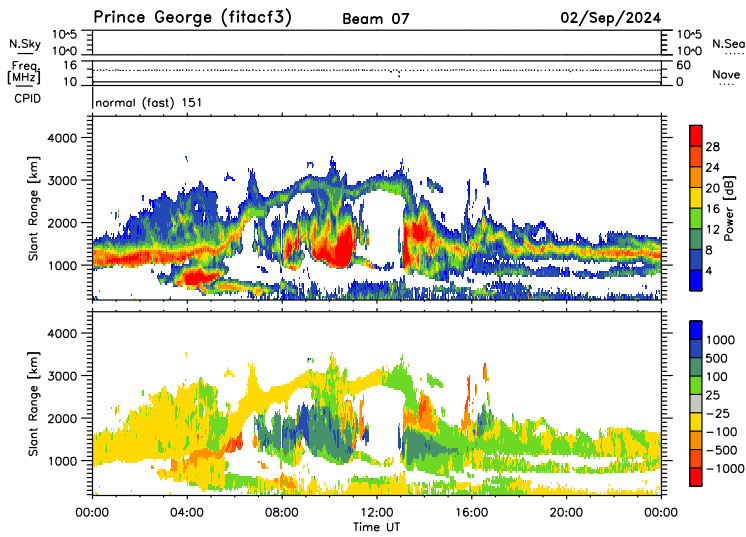 Prince George (fitacf3) Beam 07 02/Sep/2024
N.Sky 10^5 10^5 N.Sea
10^0 10^0
Freq. 16 60
[MHz] 10 0 Nave
CPID normal (fast) 151
Slant Range [km]
4000
3000
2000
1000
Power [dB]
28
24
20
16
12
8
4
Slant Range [km]
4000
3000
2000
1000
1000
500
100
25
-25
-100
-500
-1000
00:00 04:00 08:00 12:00 16:00 20:00 00:00
Time UT